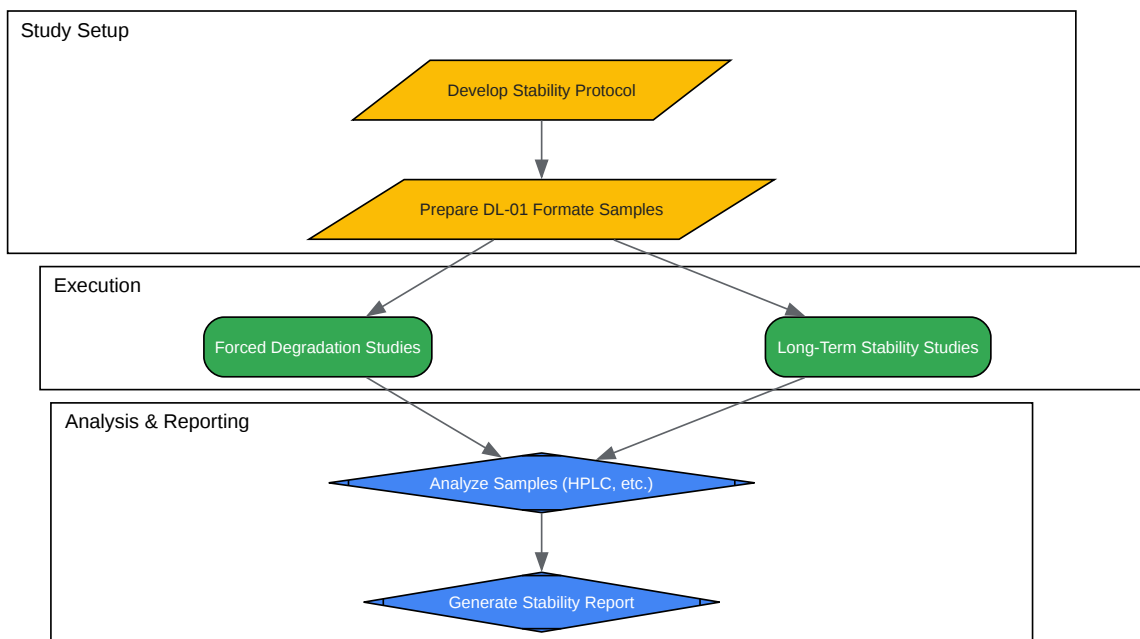 Study Setup
Develop Stability Protocol
Prepare DL-01 Formate Samples
Execution
Forced Degradation Studies
Long-Term Stability Studies
Analysis & Reporting
Analyze Samples (HPLC, etc.)
Generate Stability Report